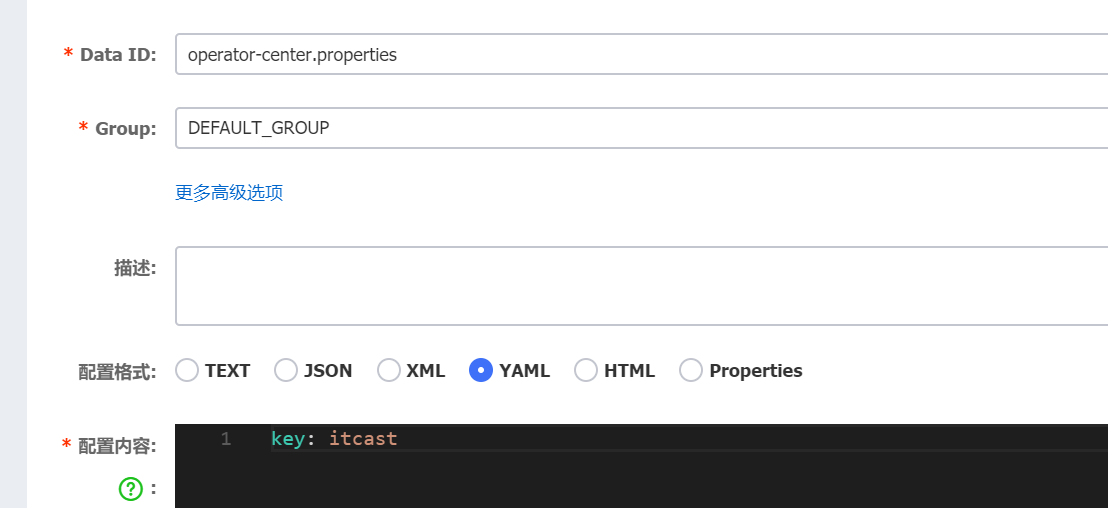 * Data ID: operator-center.properties
* Group: DEFAULT_GROUP
更多高级选项
描述:
配置格式: TEXT JSON XML YAML HTML Properties
* 配置内容: 1 key: itcast
? :